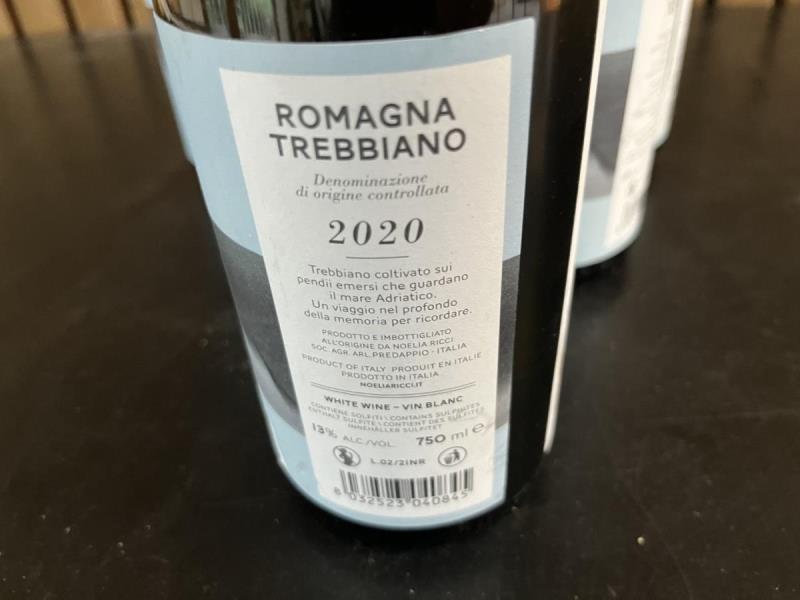 ROMAGNA
TREBBIANO
Denominazione
di origine controllata
2020
Trebbiano coltivato sui
pendii emersi che guardano
il mare Adriatico.
Un viaggio nel profondo
della memoria per ricordare.
PRODOTTO E IMBOTTIGLIATO
ALL'ORIGINE DA NOELIA RICCI
SOC. AGR. ARL.PREDAPPIO - ITALIA
PRODUCT OF ITALY PRODUIT EN ITALIE
PRODOTTO IN ITALIA
NOELIARICCI.IT
WHITE WINE – VIN BLANC
CONTIENE SOLFITI \ CONTAINS SULPHITES
ENTHALT SULFITE \ CONTIENT DES SULFITES
INNEHÅLLER SULFITET
13% ALC/VOL. 750 ml e
L.02/21NR
8 032523 040845